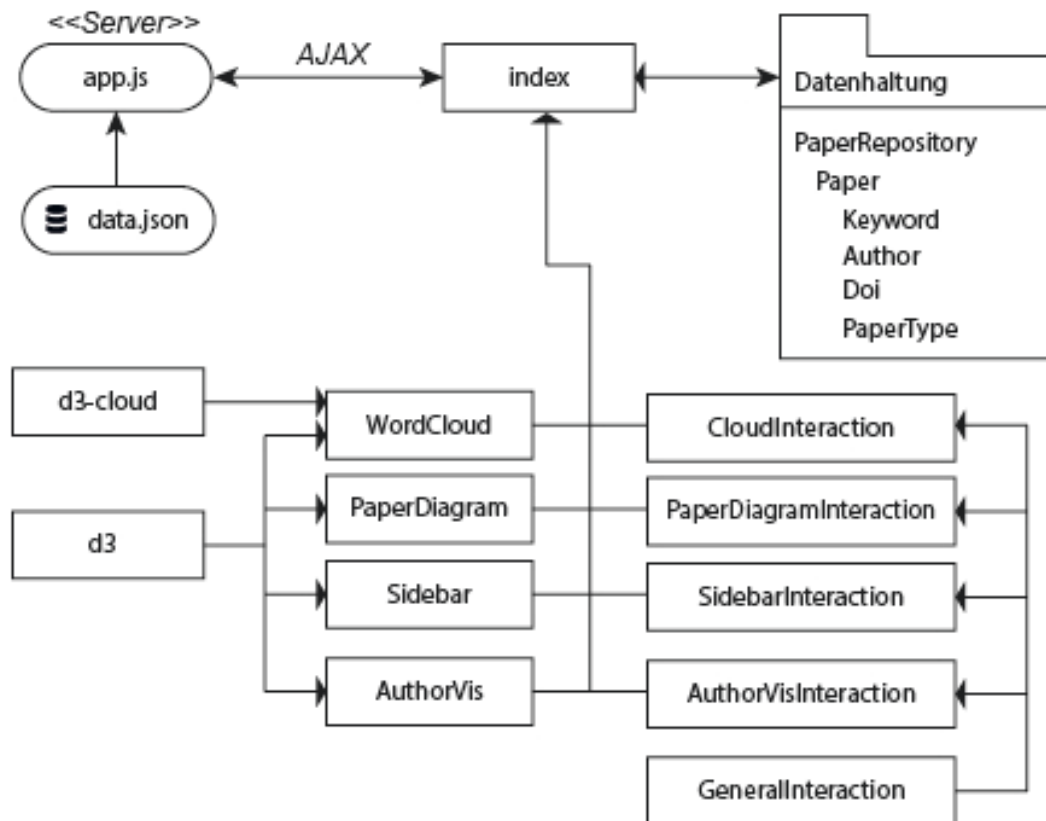 <<Server>>
app.js
AJAX
index
Datenhaltung
PaperRepository
Paper
Keyword
Author
Doi
PaperType
data.json
d3-cloud
WordCloud
CloudInteraction
d3
PaperDiagram
PaperDiagramInteraction
Sidebar
SidebarInteraction
AuthorVis
AuthorVisInteraction
GeneralInteraction